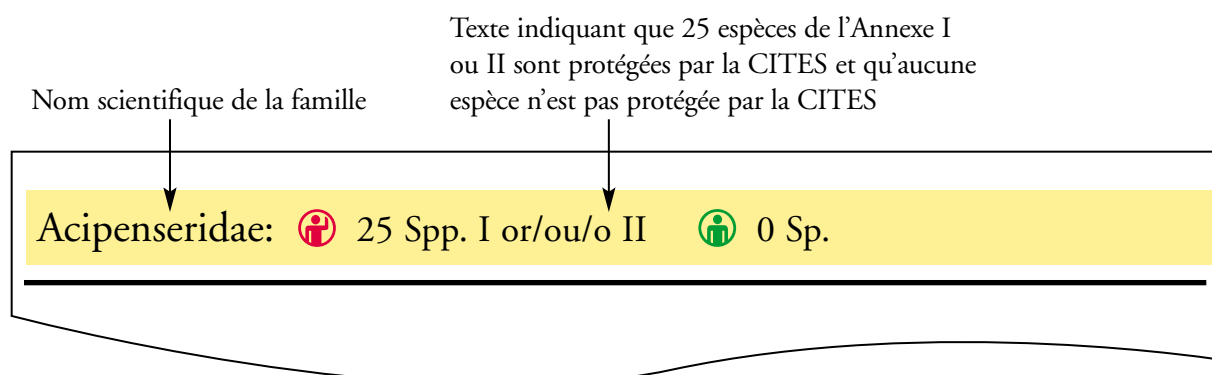 Texte indiquant que 25 espèces de l’Annexe I
ou II sont protégées par la CITES et qu’aucune
espèce n’est pas protégée par la CITES
Nom scientifique de la famille
Acipenseridae: 25 Spp. I or/ou/o II 0 Sp.